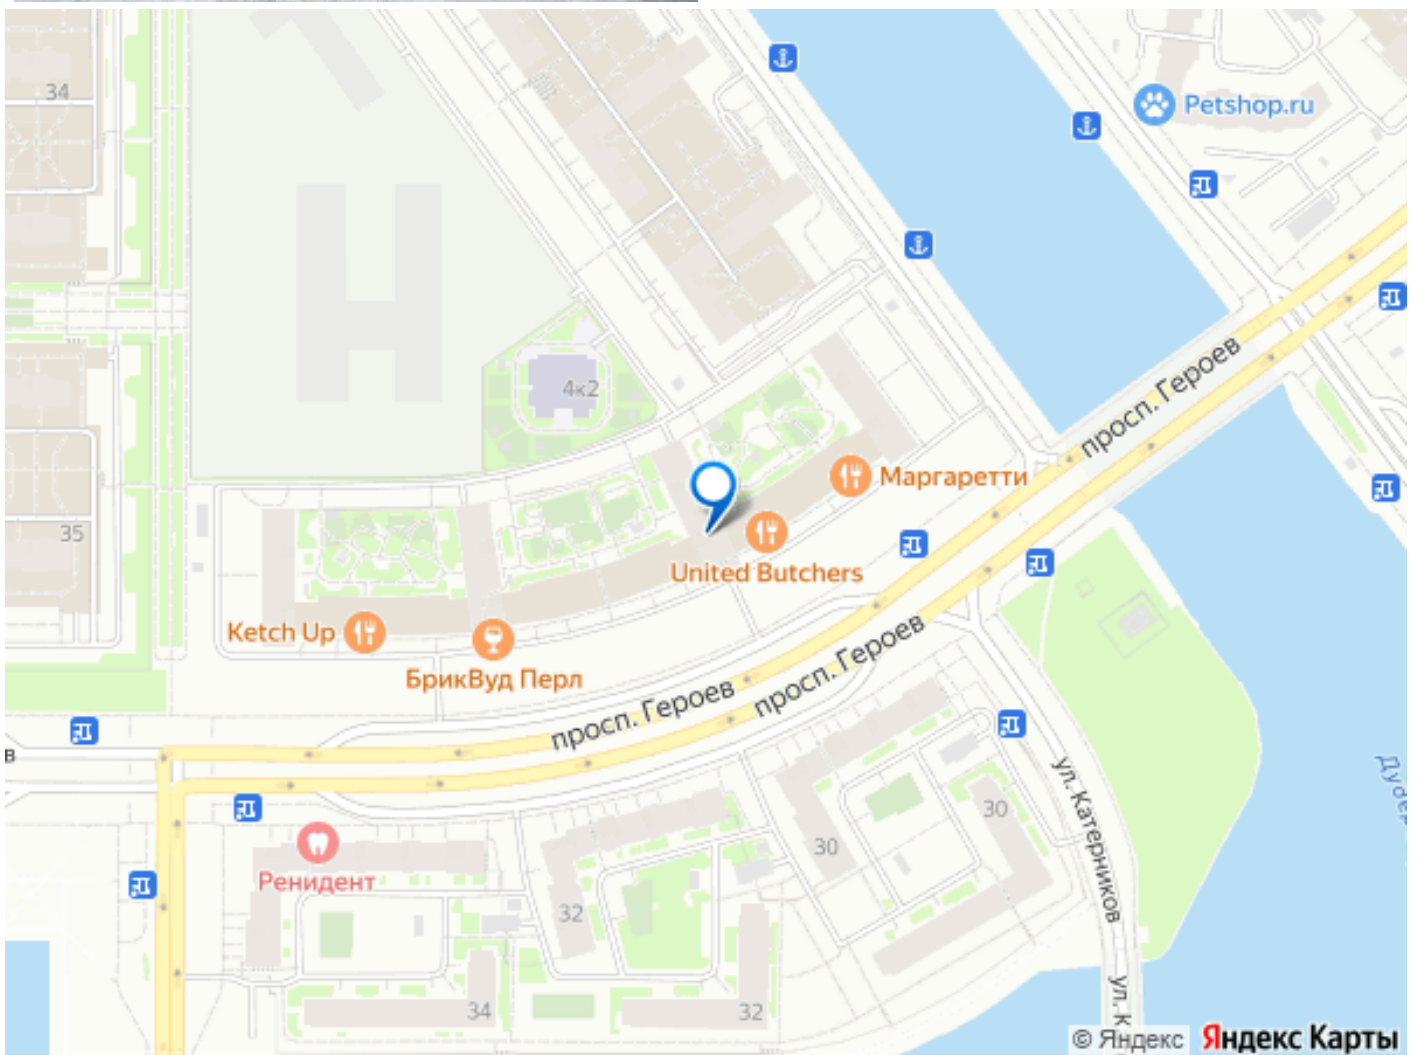 34
Petshop.ru
просп. Героев
4к2
Маргаретти
35
United Butchers
Ketch Up
БрикВуд Перл
просп. Героев
просп. Героев
в
ул. Катерников
30
30
Ренидент
32
34
32
ул. К
© Яндекс
Яндекс Карты